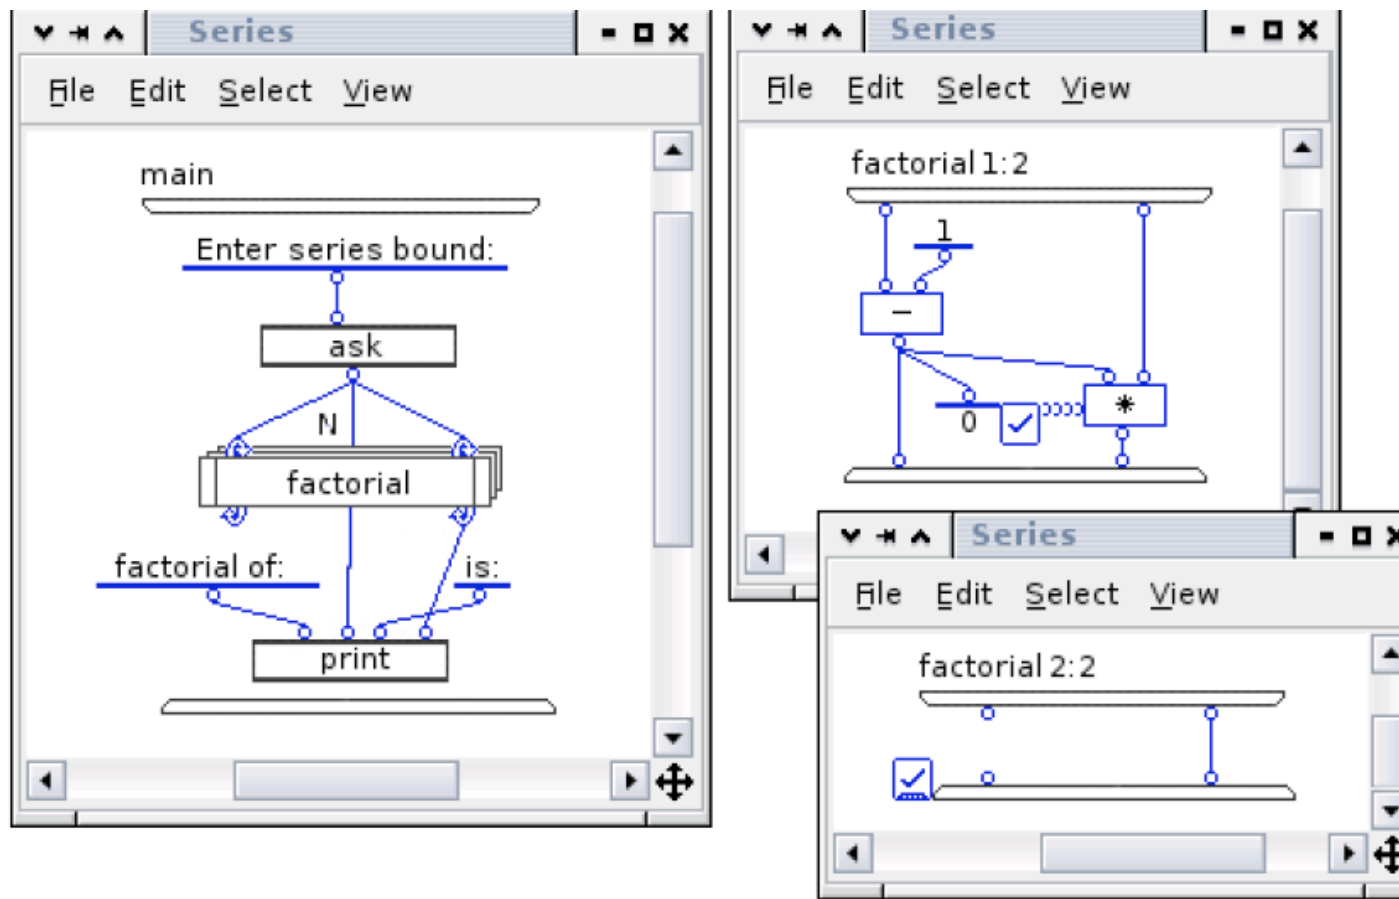 Series
File Edit Select View
main
Enter series bound:
ask
N
factorial
factorial of:
is:
print
Series
File Edit Select View
factorial 1:2
1
−
0
*
Series
File Edit Select View
factorial 2:2